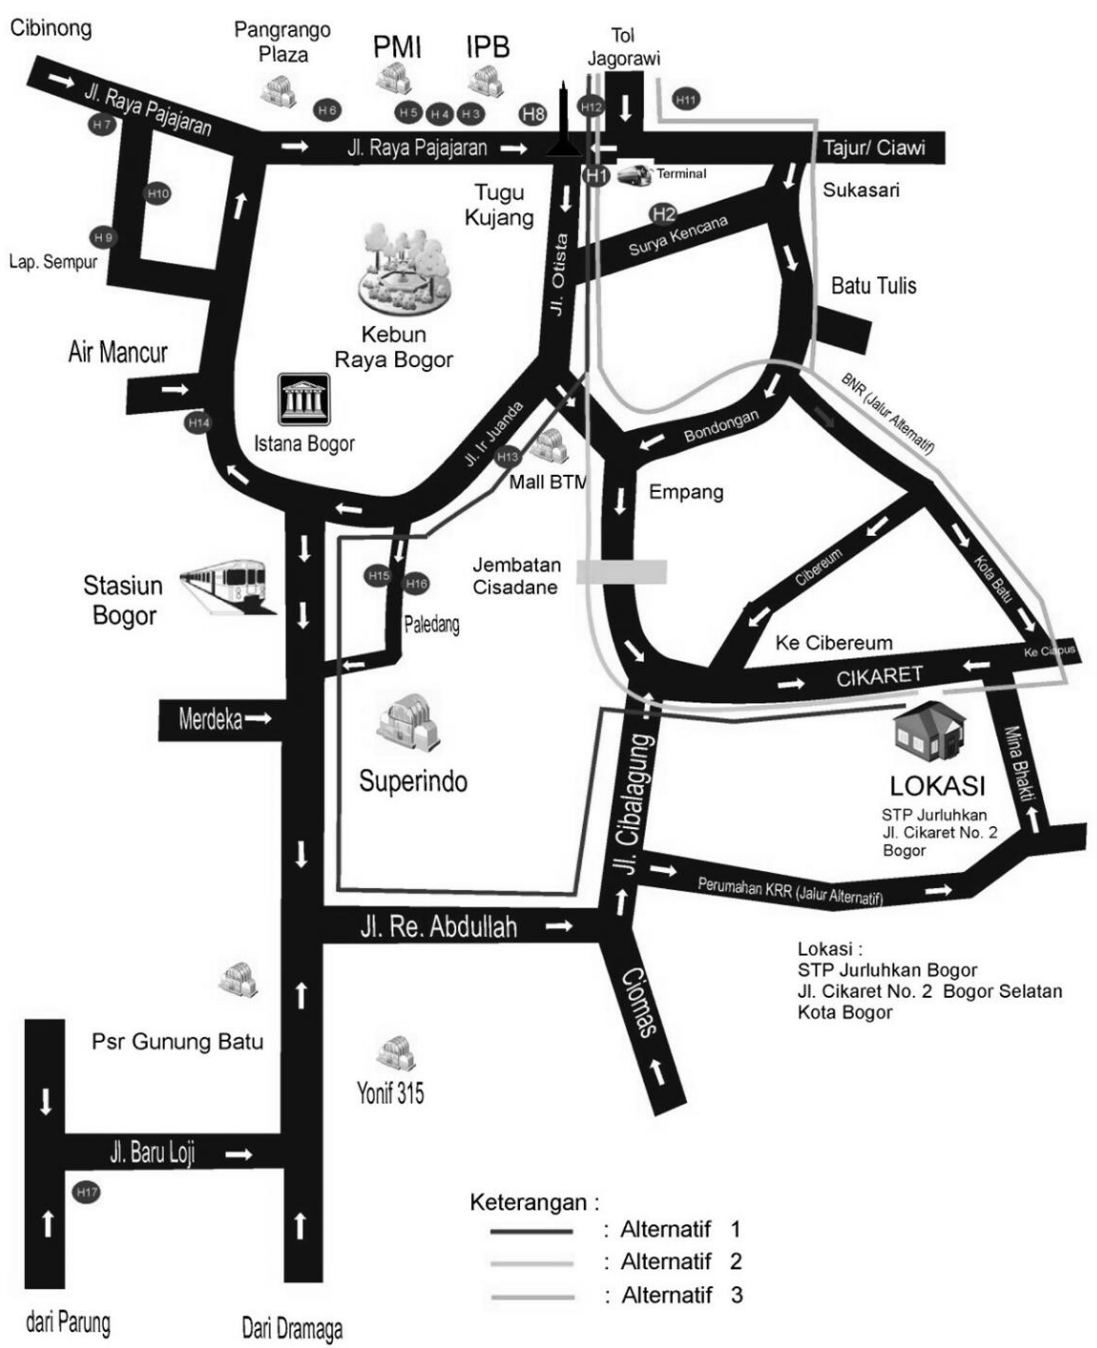 Cibinong
Pangrango
Plaza
PMI
IPB
Tol
Jagorawi
Jl. Raya Pajajaran
H 7
H 6
H 5
H 4
H 3
H8
H12
H11
Jl. Raya Pajajaran
Tajur/ Ciawi
H1
Terminal
H10
Tugu
Kujang
Sukasari
H2
Surya Kencana
H 9
Lap. Sempur
Jl. Otista
Batu Tulis
Kebun
Raya Bogor
Air Mancur
H14
Istana Bogor
Jl. Ir Juanda
H13
Mall BTM
Bondongan
BNR (Jalur Alternatif)
Empang
Jembatan
Cisadane
Stasiun
Bogor
H15
H16
Paledang
Cibereum
Kota Batu
Ke Cibereum
Ke Ciapus
CIKARET
Merdeka
Superindo
Jl. Cibalagung
LOKASI
STP Jurluhkan
Jl. Cikaret No. 2
Bogor
Mina Bhakti
Perumahan KRR (Jalur Alternatif)
Jl. Re. Abdullah
Ciomas
Lokasi :
STP Jurluhkan Bogor
Jl. Cikaret No. 2 Bogor Selatan
Kota Bogor
Psr Gunung Batu
Yonif 315
Jl. Baru Loji
H17
Keterangan :
: Alternatif 1
: Alternatif 2
: Alternatif 3
dari Parung
Dari Dramaga